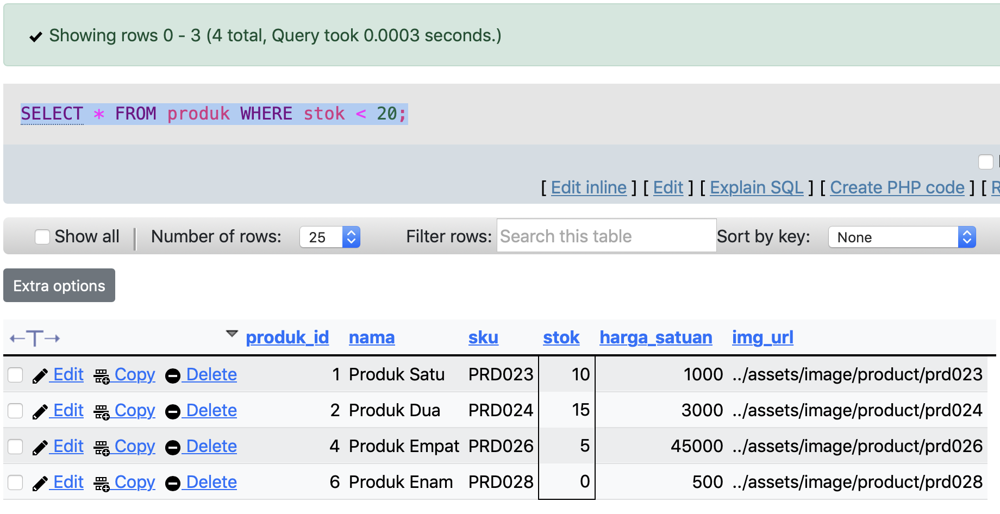 Showing rows 0 - 3 (4 total, Query took 0.0003 seconds.)
SELECT * FROM produk WHERE stok < 20;
[ Edit inline ] [ Edit ] [ Explain SQL ] [ Create PHP code ] [
Show all | Number of rows: 25 Filter rows: Search this table Sort by key: None
Extra options
←T→ produk_id nama sku stok harga_satuan img_url
Edit Copy Delete 1 Produk Satu PRD023 10 1000 ../assets/image/product/prd023
Edit Copy Delete 2 Produk Dua PRD024 15 3000 ../assets/image/product/prd024
Edit Copy Delete 4 Produk Empat PRD026 5 45000 ../assets/image/product/prd026
Edit Copy Delete 6 Produk Enam PRD028 0 500 ../assets/image/product/prd028